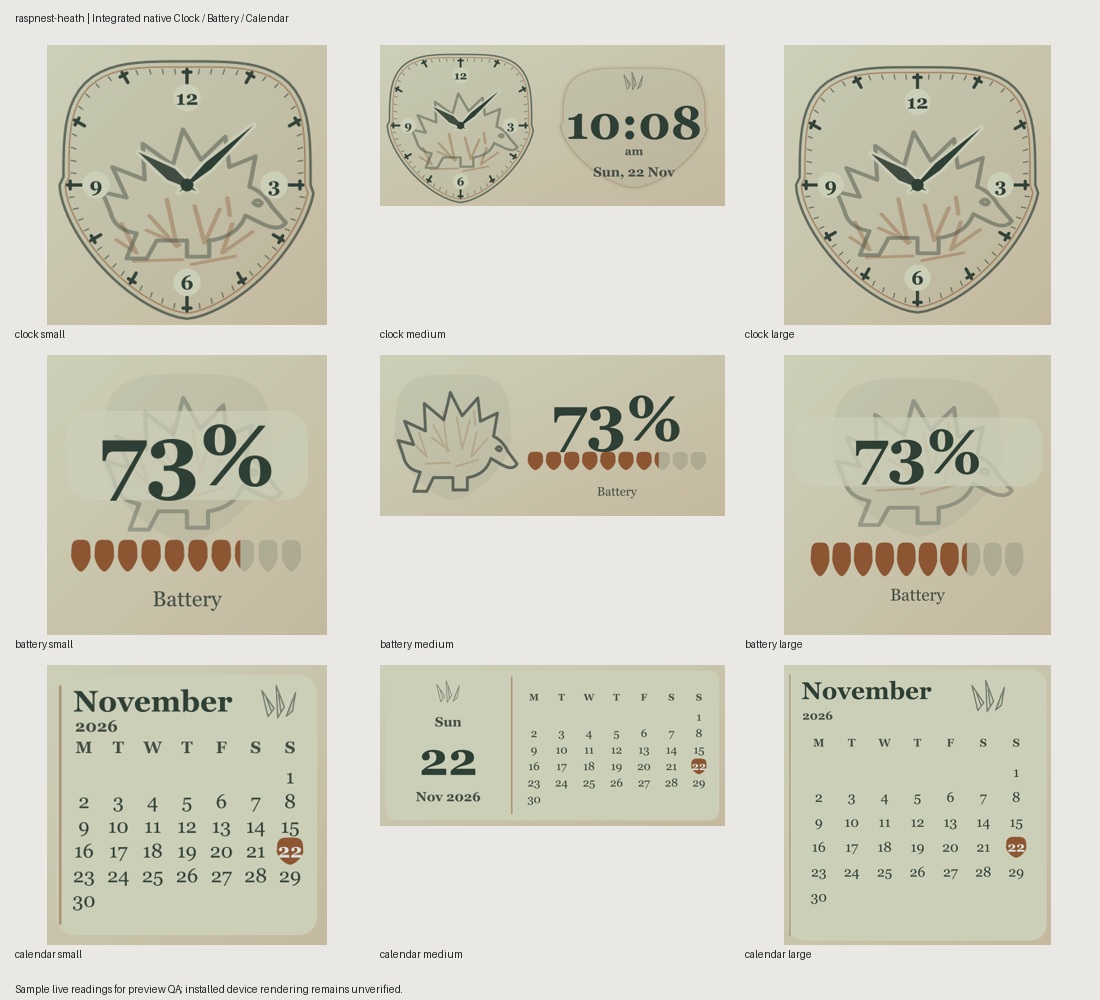 raspnest-heath | Integrated native Clock / Battery / Calendar
12
9
3
6
clock small
12
9
3
6
10:08
am
Sun, 22 Nov
clock medium
12
9
3
6
clock large
73%
Battery
battery small
73%
Battery
battery medium
73%
Battery
battery large
November
2026
M T W T F S S
1
2 3 4 5 6 7 8
9 10 11 12 13 14 15
16 17 18 19 20 21 22
23 24 25 26 27 28 29
30
calendar small
Sun
22
Nov 2026
M T W T F S S
1
2 3 4 5 6 7 8
9 10 11 12 13 14 15
16 17 18 19 20 21 22
23 24 25 26 27 28 29
30
calendar medium
November
2026
M T W T F S S
1
2 3 4 5 6 7 8
9 10 11 12 13 14 15
16 17 18 19 20 21 22
23 24 25 26 27 28 29
30
calendar large
Sample live readings for preview QA; installed device rendering remains unverified.